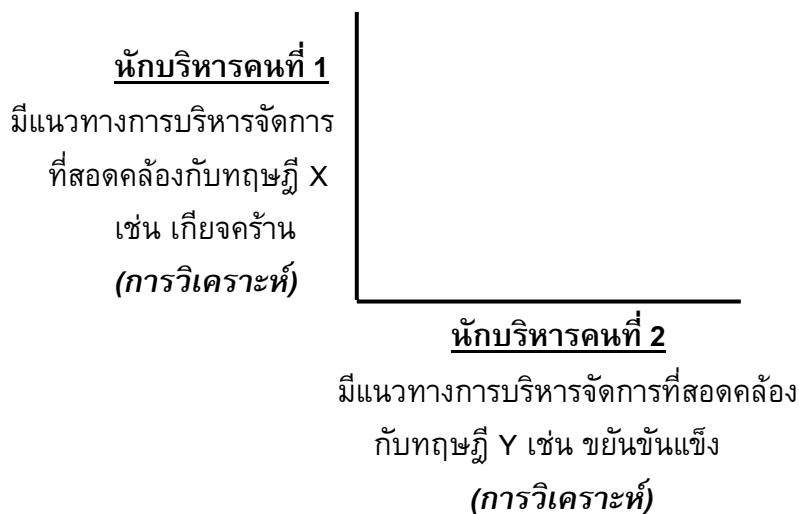 นักบริหารคนที่ 1
มีแนวทางการบริหารจัดการ
ที่สอดคล้องกับทฤษฎี X
เช่น เกียจคร้าน
(การวิเคราะห์)
นักบริหารคนที่ 2
มีแนวทางการบริหารจัดการที่สอดคล้อง
กับทฤษฎี Y เช่น ขยันขันแข็ง
(การวิเคราะห์)